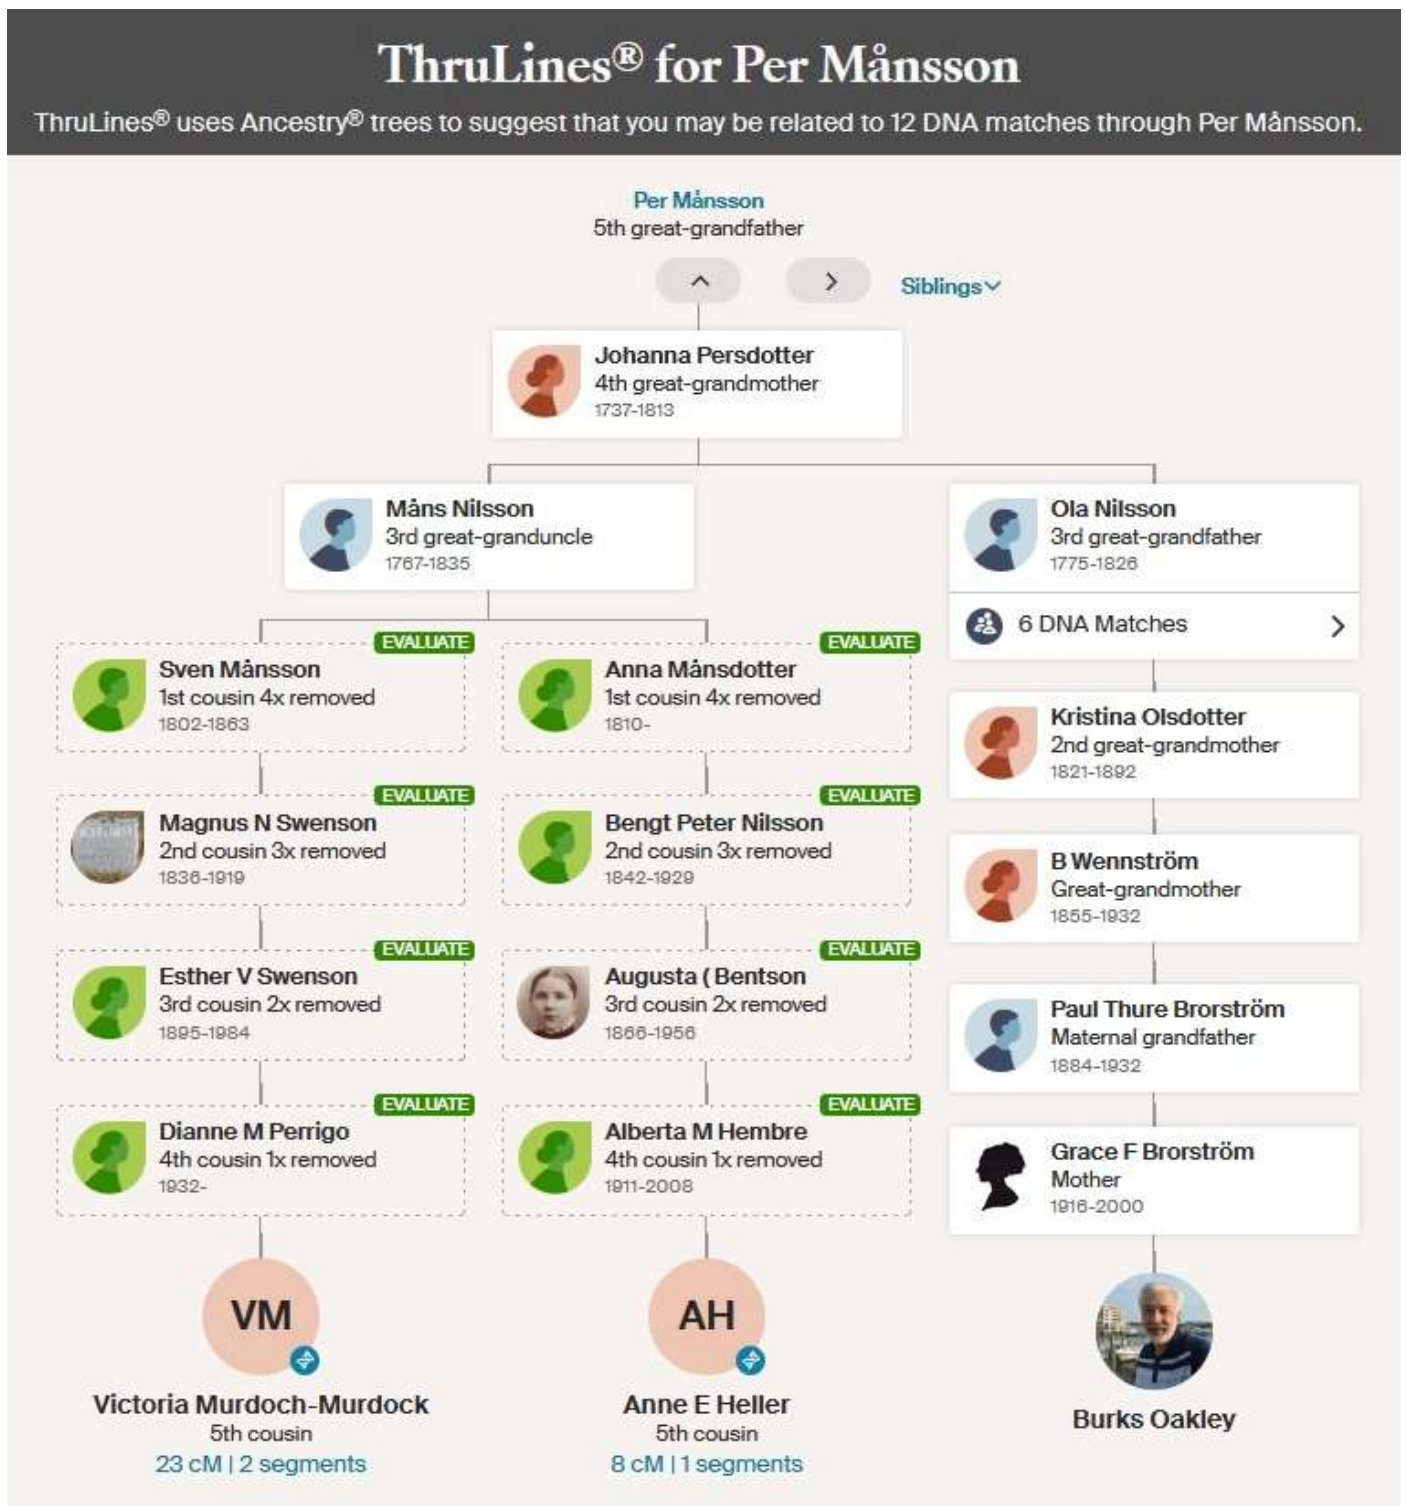 ThruLines® for Per Månsson
ThruLines® uses Ancestry® trees to suggest that you may be related to 12 DNA matches through Per Månsson.
Per Månsson
5th great-grandfather
Siblings
Johanna Persdotter
4th great-grandmother
1737-1813
Måns Nilsson
3rd great-granduncle
1767-1835
Ola Nilsson
3rd great-grandfather
1775-1826
6 DNA Matches
EVALUATE
Sven Månsson
1st cousin 4x removed
1802-1863
EVALUATE
Anna Månsdotter
1st cousin 4x removed
1810-
Kristina Olsdotter
2nd great-grandmother
1821-1892
EVALUATE
Magnus N Swenson
2nd cousin 3x removed
1836-1919
EVALUATE
Bengt Peter Nilsson
2nd cousin 3x removed
1842-1929
B Wennström
Great-grandmother
1855-1932
EVALUATE
Esther V Swenson
3rd cousin 2x removed
1895-1984
EVALUATE
Augusta ( Bentson
3rd cousin 2x removed
1866-1956
Paul Thure Brorström
Maternal grandfather
1884-1932
EVALUATE
Dianne M Perrigo
4th cousin 1x removed
1932-
EVALUATE
Alberta M Hembre
4th cousin 1x removed
1911-2008
Grace F Brorström
Mother
1916-2000
VM
Victoria Murdoch-Murdock
5th cousin
23 cM | 2 segments
AH
Anne E Heller
5th cousin
8 cM | 1 segments
Burks Oakley